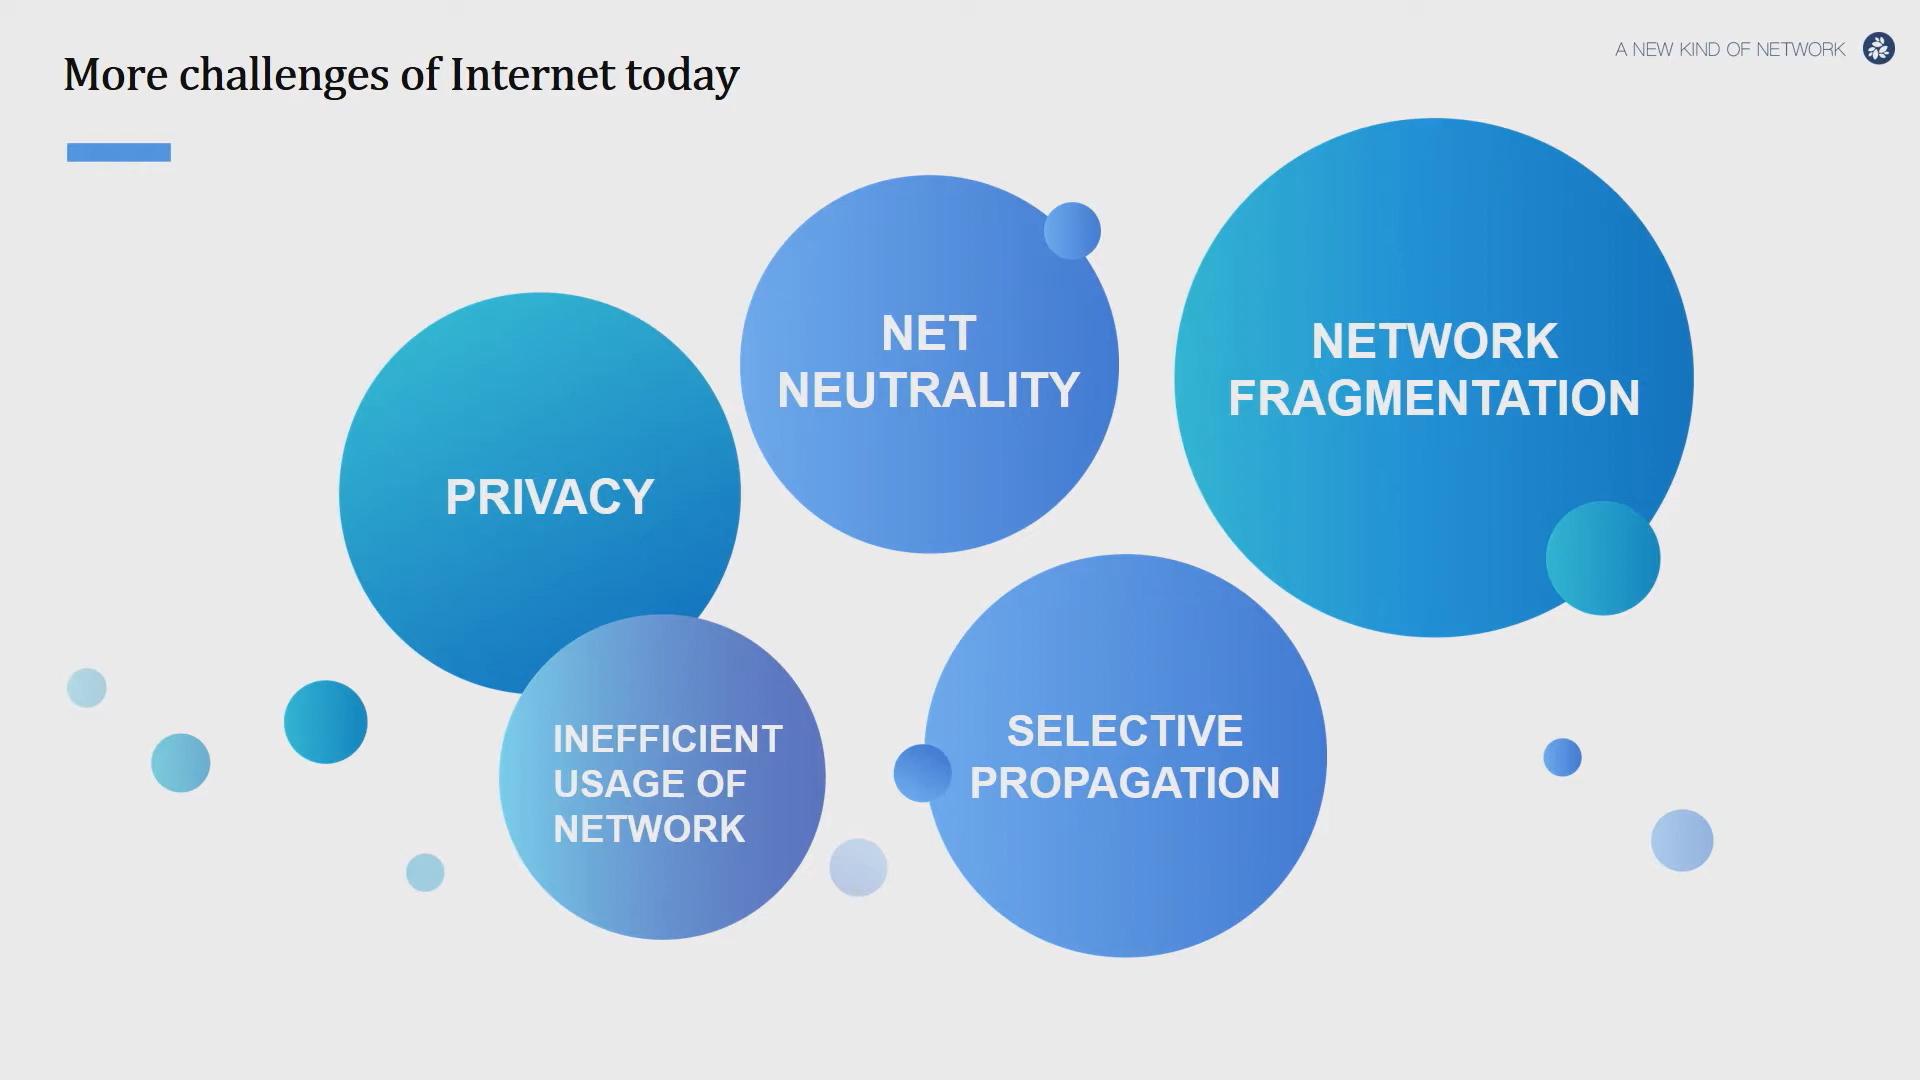 More challenges of Internet today
A NEW KIND OF NETWORK
NET
NEUTRALITY
NETWORK
FRAGMENTATION
PRIVACY
INEFFICIENT
USAGE OF
NETWORK
SELECTIVE
PROPAGATION